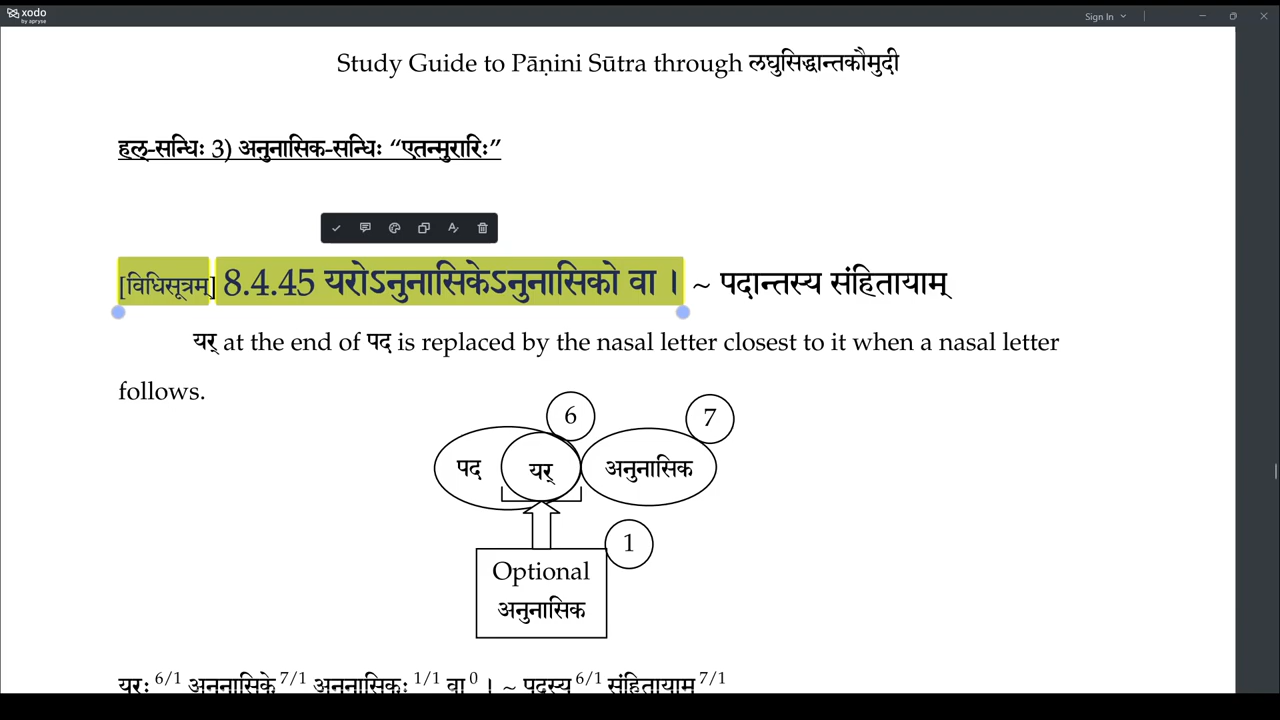 xodo
by apryse
Sign In
Study Guide to Pāṇini Sūtra through लघुसिद्धान्तकौमुदी
हल्-सन्धिः 3) अनुनासिक-सन्धिः “एतन्मुरारिः”
[विधिसूत्रम्] 8.4.45 यरोऽनुनासिकेऽनुनासिको वा । ~ पदान्तस्य संहितायाम्
यर् at the end of पद is replaced by the nasal letter closest to it when a nasal letter
follows.
6 7
पद यर् अनुनासिक
1
Optional
अनुनासिक
यरः 6/1 अनुनासिके 7/1 अनुनासिकः 1/1 वा 0 । ~ पदस्य 6/1 संहितायाम् 7/1